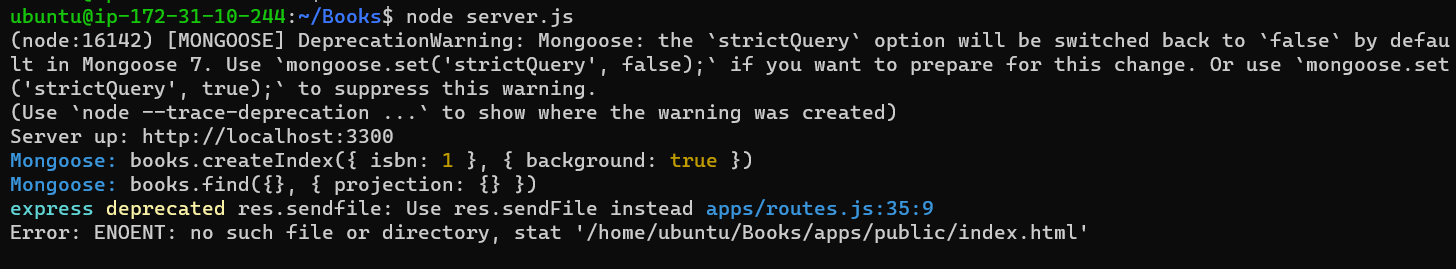 ubuntu@ip-172-31-10-244:~/Books$ node server.js
(node:16142) [MONGOOSE] DeprecationWarning: Mongoose: the `strictQuery` option will be switched back to `false` by defau
lt in Mongoose 7. Use `mongoose.set('strictQuery', false);` if you want to prepare for this change. Or use `mongoose.set
('strictQuery', true);` to suppress this warning.
(Use `node --trace-deprecation ...` to show where the warning was created)
Server up: http://localhost:3300
Mongoose: books.createIndex({ isbn: 1 }, { background: true })
Mongoose: books.find({}, { projection: {} })
express deprecated res.sendfile: Use res.sendFile instead apps/routes.js:35:9
Error: ENOENT: no such file or directory, stat '/home/ubuntu/Books/apps/public/index.html'